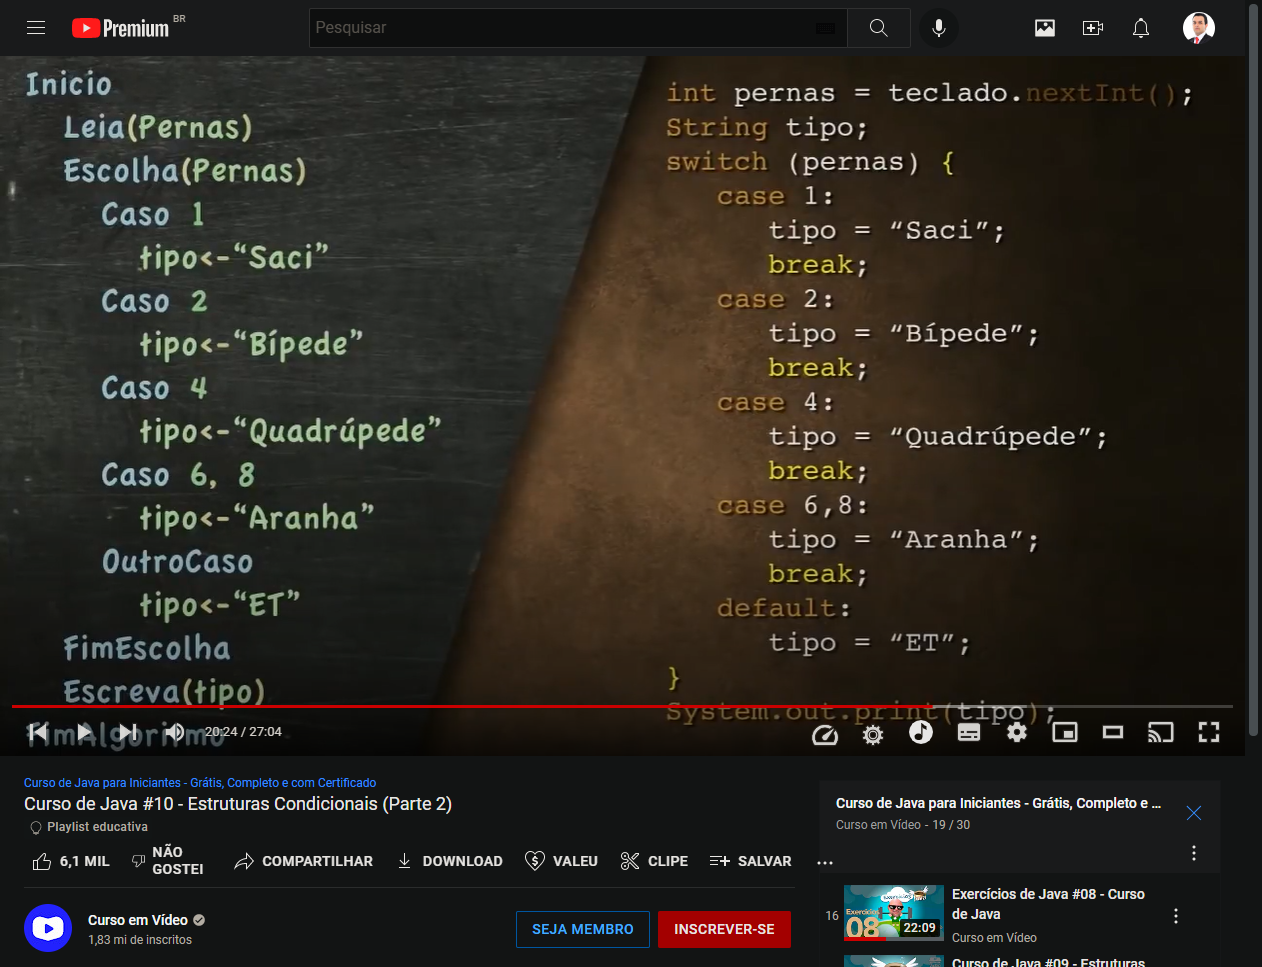 Premium BR
Pesquisar
Inicio
Leia(Pernas)
Escolha(Pernas)
Caso 1
tipo<-“Saci”
Caso 2
tipo<-“Bípede”
Caso 4
tipo<-“Quadrúpede”
Caso 6, 8
tipo<-“Aranha”
OutroCaso
tipo<-“ET”
FimEscolha
Escreva(tipo)
FimAlgoritmo
int pernas = teclado.nextInt();
String tipo;
switch (pernas) {
case 1:
tipo = “Saci”;
break;
case 2:
tipo = “Bípede”;
break;
case 4:
tipo = “Quadrúpede”;
break;
case 6,8:
tipo = “Aranha”;
break;
default:
tipo = “ET”;
}
System.out.print(tipo);
20:24 / 27:04
Curso de Java para Iniciantes - Grátis, Completo e com Certificado
Curso de Java #10 - Estruturas Condicionais (Parte 2)
Playlist educativa
6,1 MIL
NÃO
GOSTEI
COMPARTILHAR
DOWNLOAD
VALEU
CLIPE
SALVAR
...
Curso em Vídeo
1,83 mi de inscritos
SEJA MEMBRO
INSCREVER-SE
Curso de Java para Iniciantes - Grátis, Completo e ...
Curso em Vídeo - 19 / 30
16
Exercícios
08
22:09
Exercícios de Java #08 - Curso
de Java
Curso em Vídeo
Curso de Java #09 - Estruturas